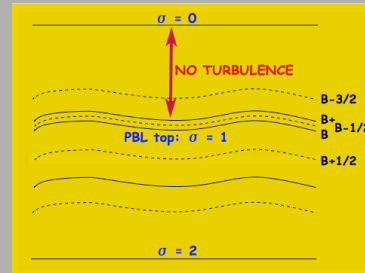 σ = 0
NO TURBULENCE
B-3/2
B+
B-1/2
PBL top: σ = 1
B
B+1/2
σ = 2